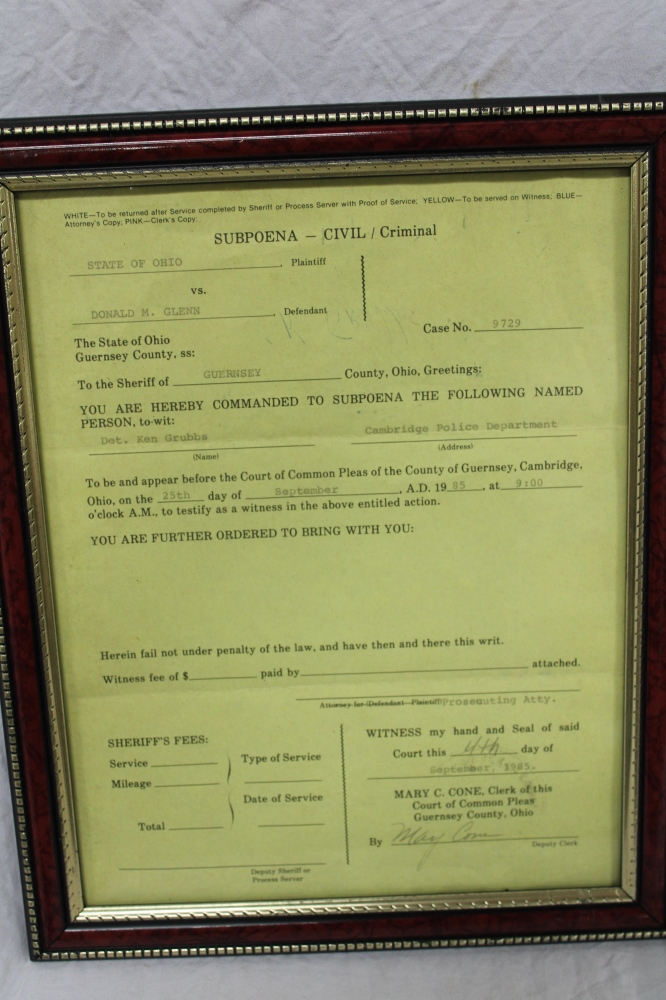 WHITE—To be returned after Service completed by Sheriff or Process Server with Proof of Service; YELLOW—To be served on Witness; BLUE—
Attorney's Copy; PINK—Clerk's Copy.
SUBPOENA — CIVIL / Criminal
STATE OF OHIO, Plaintiff
vs.
DONALD M. GLENN, Defendant
Case No. 9729
The State of Ohio
Guernsey County, ss:
To the Sheriff of GUERNSEY County, Ohio, Greetings:
YOU ARE HEREBY COMMANDED TO SUBPOENA THE FOLLOWING NAMED
PERSON, to-wit:
Det. Ken Grubbs Cambridge Police Department
(Name) (Address)
To be and appear before the Court of Common Pleas of the County of Guernsey, Cambridge,
Ohio, on the 25th day of September, A.D. 19 85, at 9:00
o'clock A.M., to testify as a witness in the above entitled action.
YOU ARE FURTHER ORDERED TO BRING WITH YOU:
Herein fail not under penalty of the law, and have then and there this writ.
Witness fee of $ paid by attached.
Attorney for (Defendant—Plaintiff) Prosecuting Atty.
SHERIFF'S FEES:
Service
Mileage
Total
Type of Service
Date of Service
Deputy Sheriff or
Process Server
WITNESS my hand and Seal of said
Court this 4th day of
September, 1985.
MARY C. CONE, Clerk of this
Court of Common Pleas
Guernsey County, Ohio
By Mary Cone
Deputy Clerk